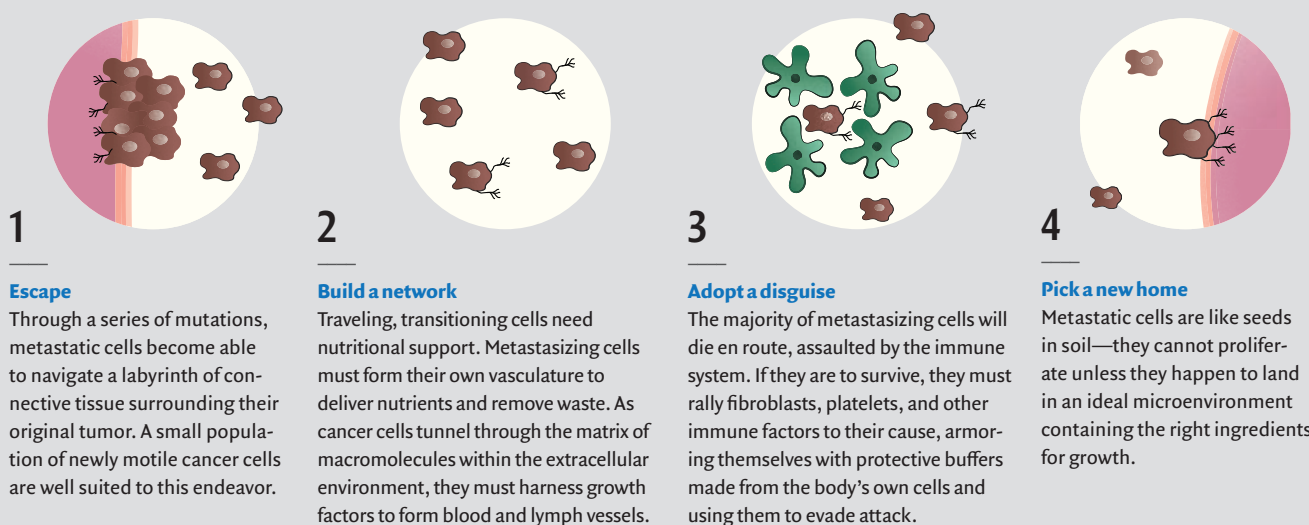 1
Escape
Through a series of mutations,
metastatic cells become able
to navigate a labyrinth of con-
nective tissue surrounding their
original tumor. A small popula-
tion of newly motile cancer cells
are well suited to this endeavor.
2
Build a network
Traveling, transitioning cells need
nutritional support. Metastasizing cells
must form their own vasculature to
deliver nutrients and remove waste. As
cancer cells tunnel through the matrix of
macromolecules within the extracellular
environment, they must harness growth
factors to form blood and lymph vessels.
3
Adopt a disguise
The majority of metastasizing cells will
die en route, assaulted by the immune
system. If they are to survive, they must
rally fibroblasts, platelets, and other
immune factors to their cause, armor-
ing themselves with protective buffers
made from the body’s own cells and
using them to evade attack.
4
Pick a new home
Metastatic cells are like seeds
in soil—they cannot prolifer-
ate unless they happen to land
in an ideal microenvironment
containing the right ingredients
for growth.